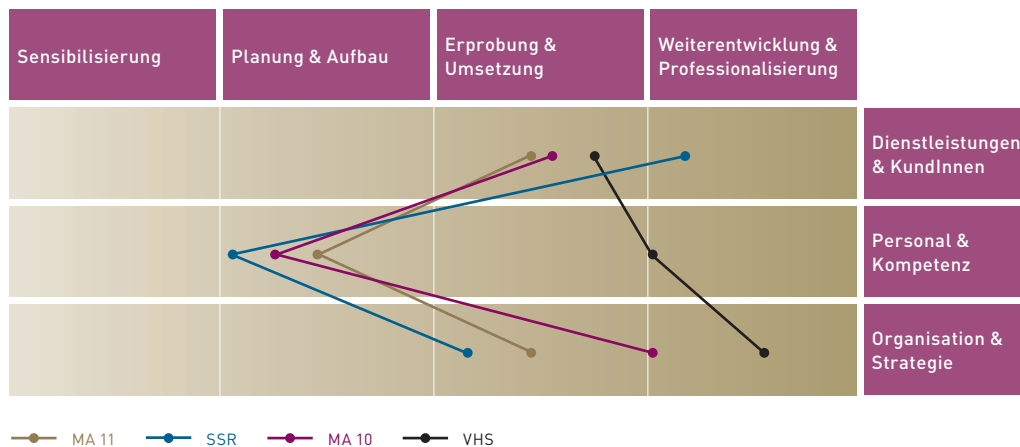 Sensibilisierung
Planung & Aufbau
Erprobung &
Umsetzung
Weiterentwicklung &
Professionalisierung
Dienstleistungen
& KundInnen
Personal &
Kompetenz
Organisation &
Strategie
MA 11
SSR
MA 10
VHS